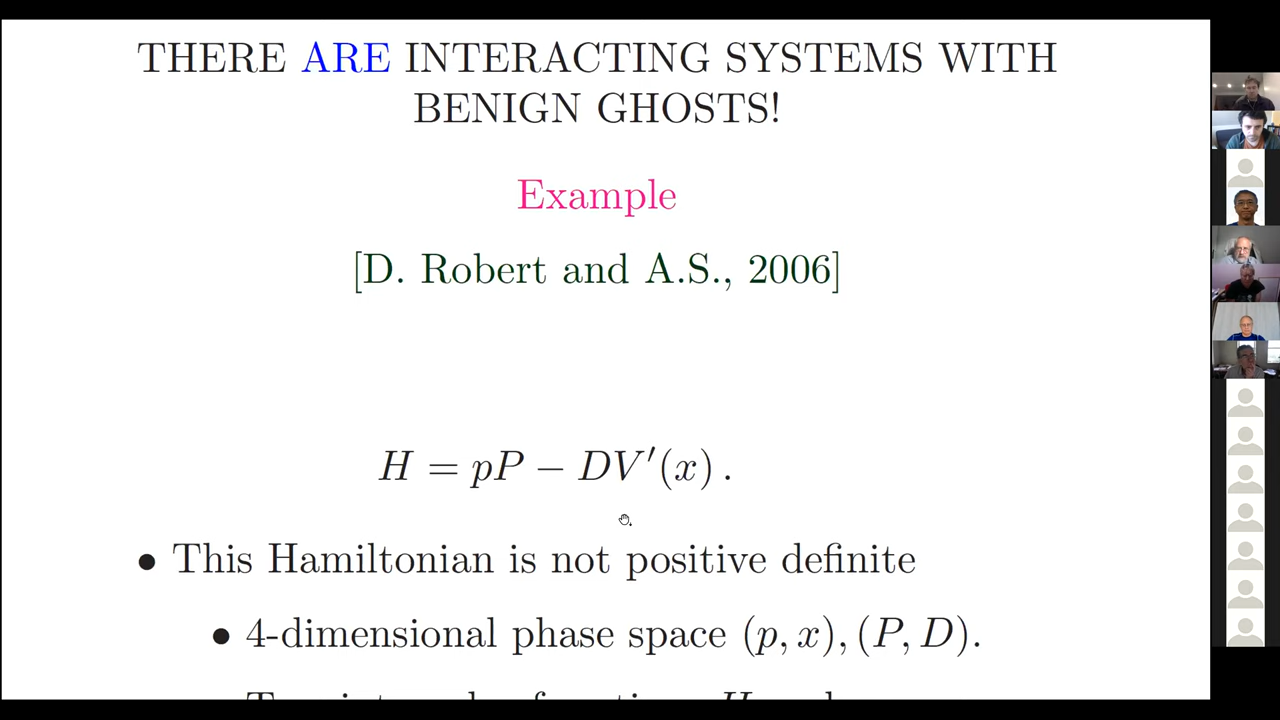 THERE ARE INTERACTING SYSTEMS WITH
BENIGN GHOSTS!
Example
[D. Robert and A.S., 2006]
H = pP − DV′(x) .
• This Hamiltonian is not positive definite
• 4-dimensional phase space (p, x), (P, D).